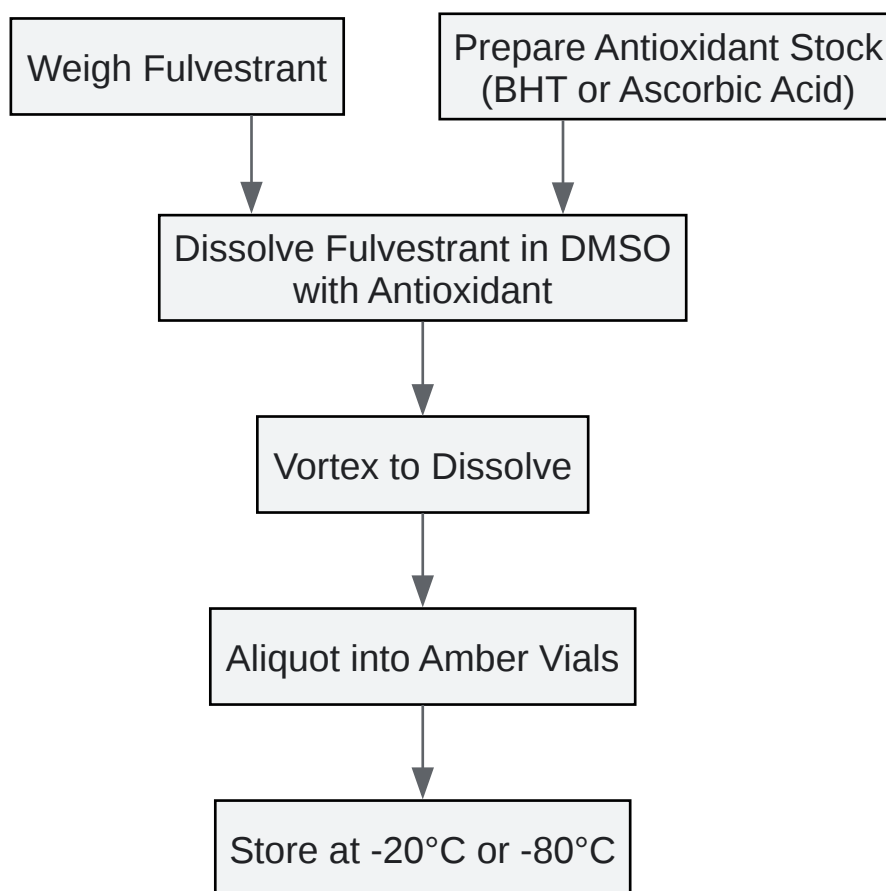 Weigh Fulvestrant
Prepare Antioxidant Stock
(BHT or Ascorbic Acid)
Dissolve Fulvestrant in DMSO
with Antioxidant
Vortex to Dissolve
Aliquot into Amber Vials
Store at -20°C or -80°C